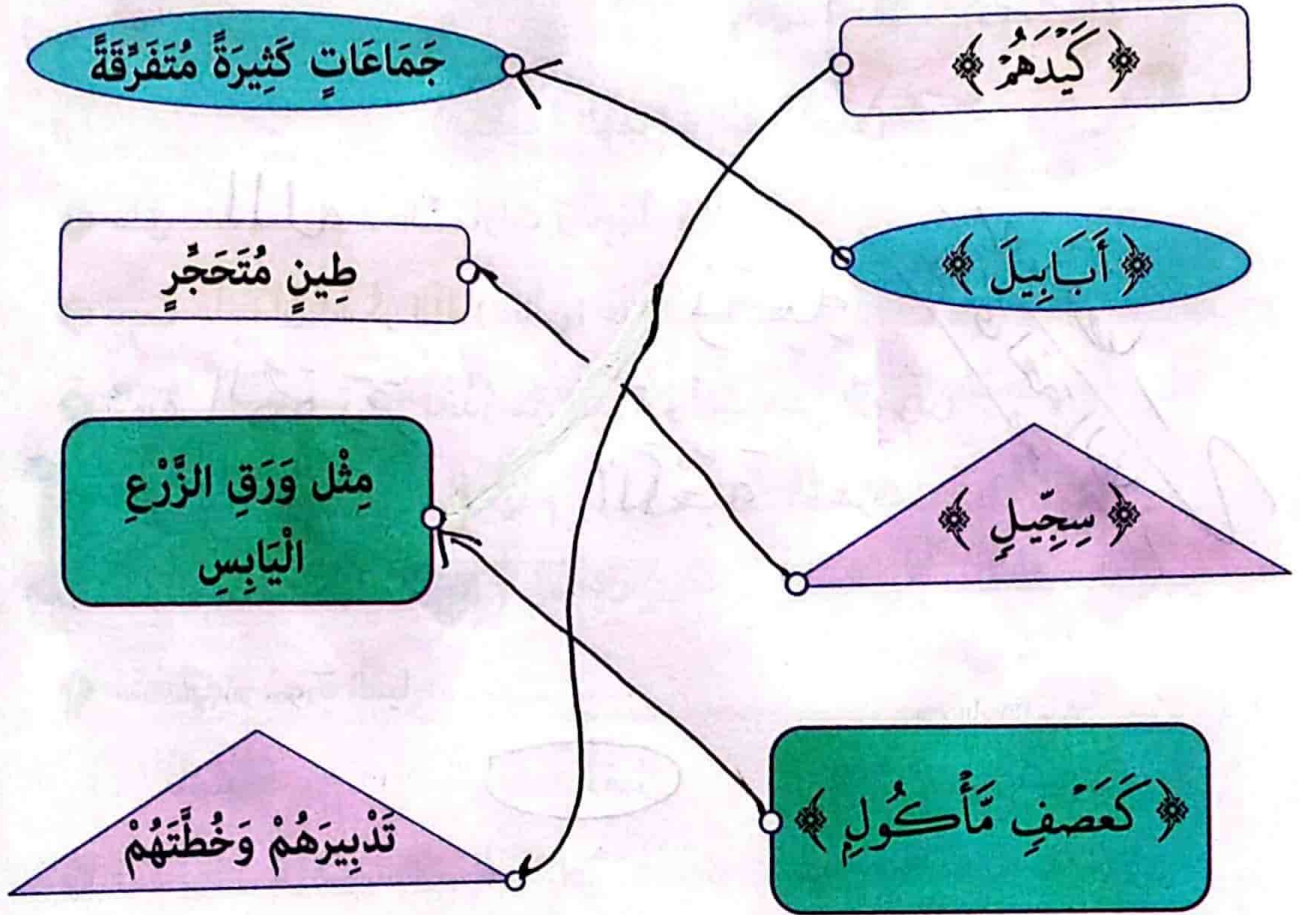 ﴿ كَيْدَهُمْ ﴾
جَمَاعَاتٍ كَثِيرَةً مُتَفَرِّقَةً
﴿ أَبَابِيلَ ﴾
طِينٍ مُتَحَجِّرٍ
﴿ سِجِّيلٍ ﴾
مِثْل وَرَقِ الزَّرْعِ
الْيَابِسِ
﴿ كَعَصْفٍ مَّأْكُولٍ ﴾
تَدْبِيرَهُمْ وَخُطَّتَهُمْ